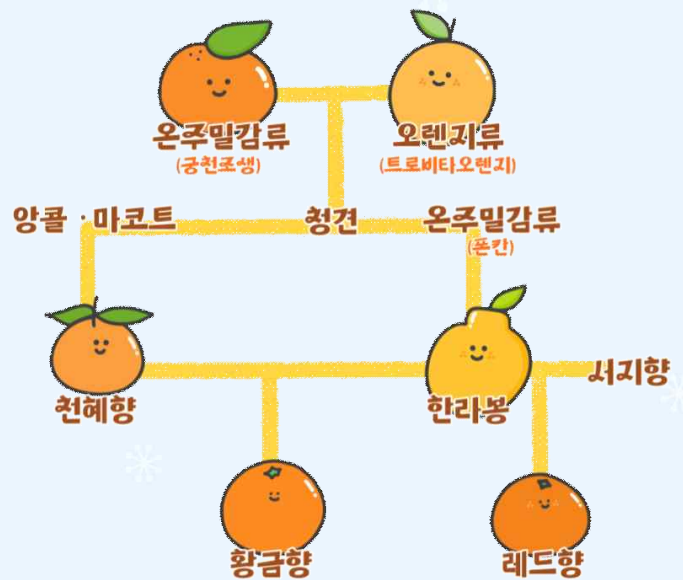 온주밀감류
(궁천조생)
오렌지류
(트로비타오렌지)
앙콜·마코트
청견
온주밀감류
(폰칸)
천혜향
한라봉
서지향
황금향
레드향